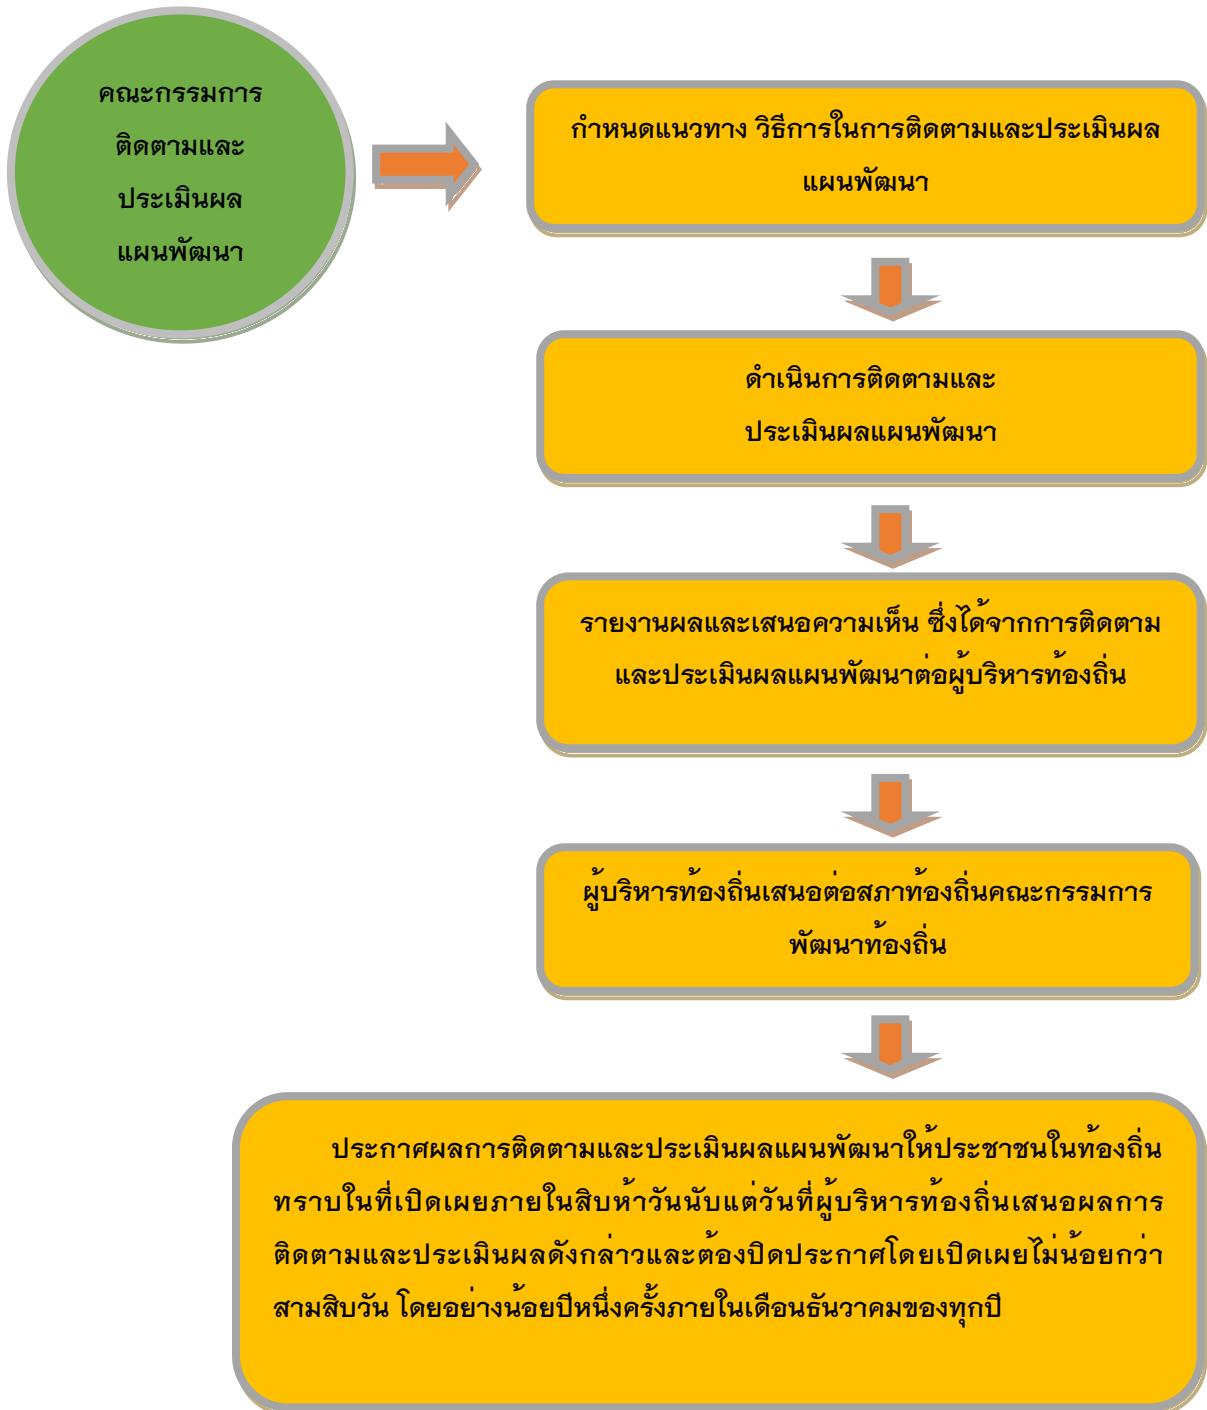 คณะกรรมการ
ติดตามและ
ประเมินผล
แผนพัฒนา
กำหนดแนวทาง วิธีการในการติดตามและประเมินผล
แผนพัฒนา
ดำเนินการติดตามและ
ประเมินผลแผนพัฒนา
รายงานผลและเสนอความเห็น ซึ่งได้จากการติดตาม
และประเมินผลแผนพัฒนาต่อผู้บริหารท้องถิ่น
ผู้บริหารท้องถิ่นเสนอต่อสภาท้องถิ่นคณะกรรมการ
พัฒนาท้องถิ่น
ประกาศผลการติดตามและประเมินผลแผนพัฒนาให้ประชาชนในท้องถิ่น
ทราบในที่เปิดเผยภายในสิบห้าวันนับแต่วันที่ผู้บริหารท้องถิ่นเสนอผลการ
ติดตามและประเมินผลดังกล่าวและต้องปิดประกาศโดยเปิดเผยไม่น้อยกว่า
สามสิบวัน โดยอย่างน้อยปีหนึ่งครั้งภายในเดือนธันวาคมของทุกปี